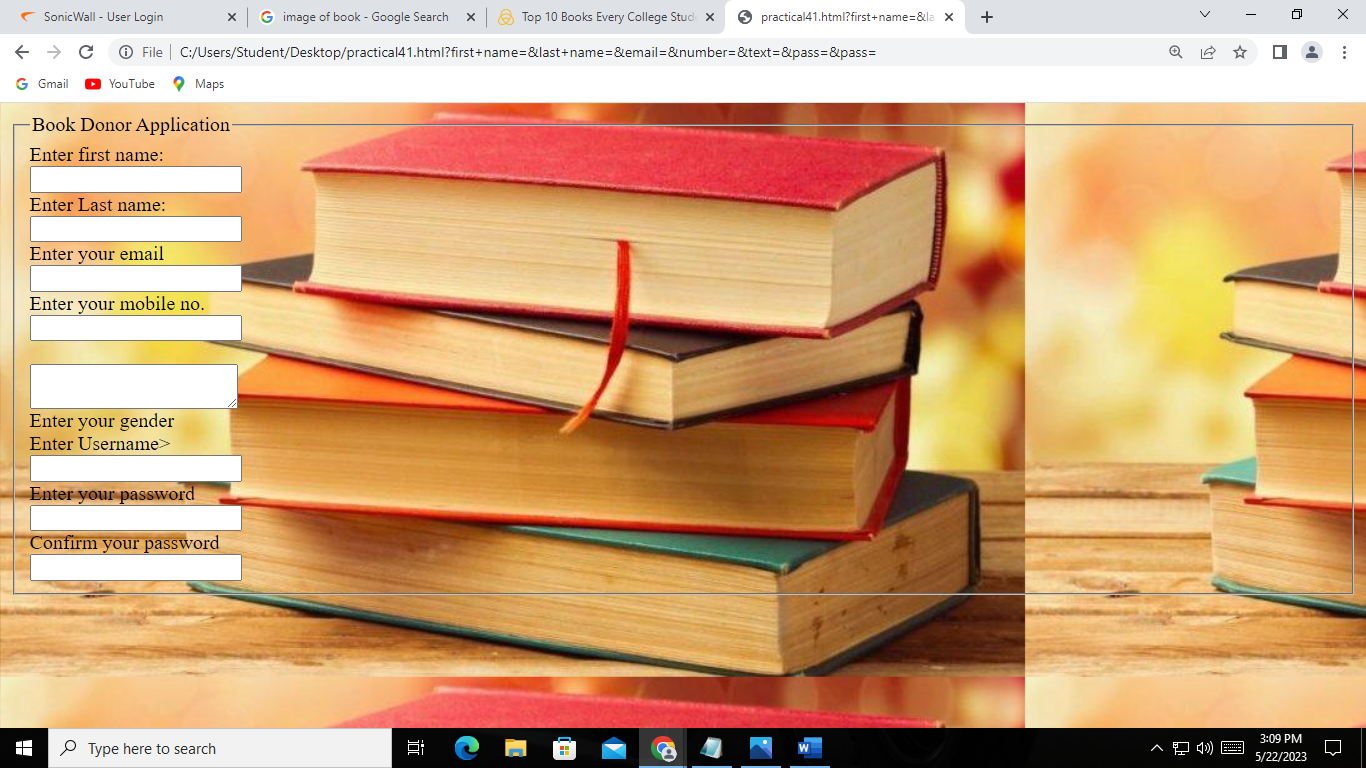 SonicWall - User Login
image of book - Google Search
Top 10 Books Every College Stud
practical41.html?first+name=&la
File
C:/Users/Student/Desktop/practical41.html?first+name=&last+name=&email=&number=&text=&pass=&pass=
Gmail
YouTube
Maps
Book Donor Application
Enter first name:
Enter Last name:
Enter your email
Enter your mobile no.
Enter your gender
Enter Username>
Enter your password
Confirm your password
Type here to search
3:09 PM
5/22/2023